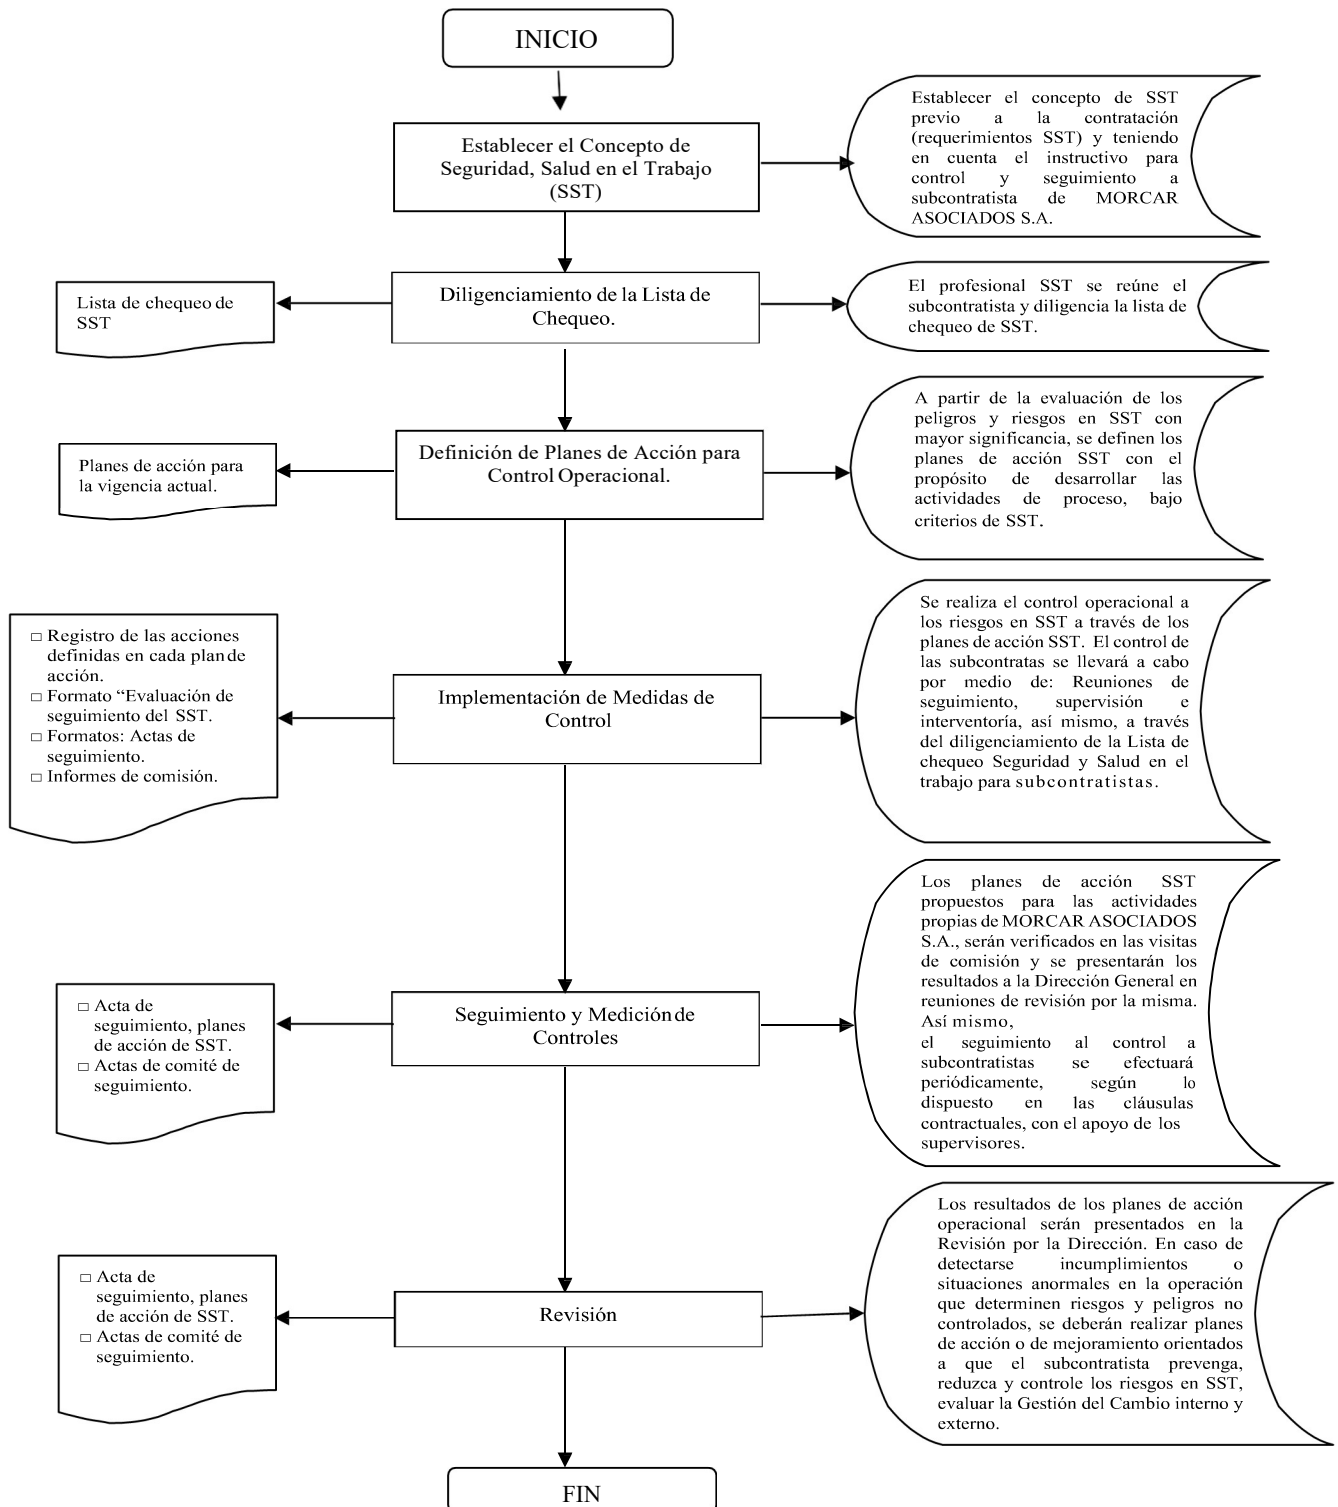 INICIO
Establecer el Concepto de
Seguridad, Salud en el Trabajo
(SST)
Establecer el concepto de SST
previo a la contratación
(requerimientos SST) y teniendo
en cuenta el instructivo para
control y seguimiento a
subcontratista de MORCAR
ASOCIADOS S.A.
Lista de chequeo de
SST
Diligenciamiento de la Lista de
Chequeo.
El profesional SST se reúne el
subcontratista y diligencia la lista de
chequeo de SST.
Planes de acción para
la vigencia actual.
Definición de Planes de Acción para
Control Operacional.
A partir de la evaluación de los
peligros y riesgos en SST con
mayor significancia, se definen los
planes de acción SST con el
propósito de desarrollar las
actividades de proceso, bajo
criterios de SST.
□ Registro de las acciones
definidas en cada plan de
acción.
□ Formato “Evaluación de
seguimiento del SST.
□ Formatos: Actas de
seguimiento.
□ Informes de comisión.
Implementación de Medidas de
Control
Se realiza el control operacional a
los riesgos en SST a través de los
planes de acción SST. El control de
las subcontratas se llevará a cabo
por medio de: Reuniones de
seguimiento, supervisión e
interventoría, así mismo, a través
del diligenciamiento de la Lista de
chequeo Seguridad y Salud en el
trabajo para subcontratistas.
□ Acta de
seguimiento, planes
de acción de SST.
□ Actas de comité de
seguimiento.
Seguimiento y Medición de
Controles
Los planes de acción SST
propuestos para las actividades
propias de MORCAR ASOCIADOS
S.A., serán verificados en las visitas
de comisión y se presentarán los
resultados a la Dirección General en
reuniones de revisión por la misma.
Así mismo,
el seguimiento al control a
subcontratistas se efectuará
periódicamente, según lo
dispuesto en las cláusulas
contractuales, con el apoyo de los
supervisores.
□ Acta de
seguimiento, planes
de acción de SST.
□ Actas de comité de
seguimiento.
Revisión
Los resultados de los planes de acción
operacional serán presentados en la
Revisión por la Dirección. En caso de
detectarse incumplimientos o
situaciones anormales en la operación
que determinen riesgos y peligros no
controlados, se deberán realizar planes
de acción o de mejoramiento orientados
a que el subcontratista prevenga,
reduzca y controle los riesgos en SST,
evaluar la Gestión del Cambio interno y
externo.
FIN